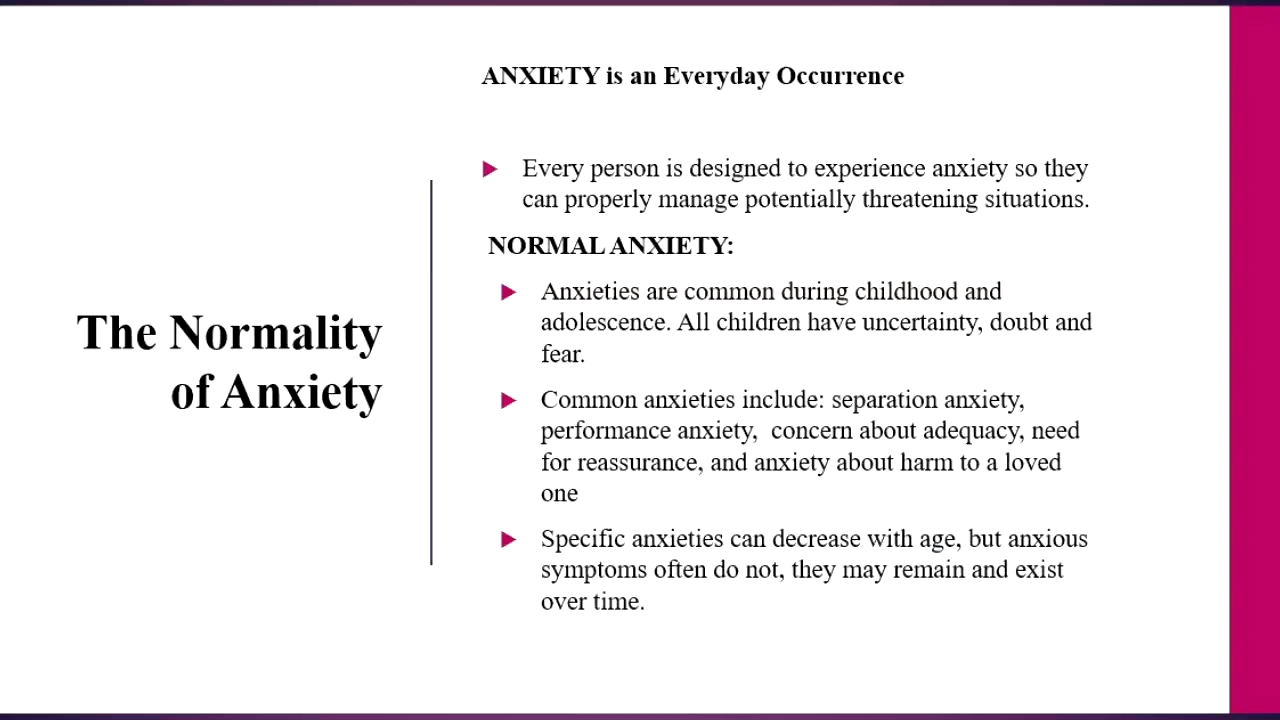 The Normality
of Anxiety
ANXIETY is an Everyday Occurrence
Every person is designed to experience anxiety so they
can properly manage potentially threatening situations.
NORMAL ANXIETY:
Anxieties are common during childhood and
adolescence. All children have uncertainty, doubt and
fear.
Common anxieties include: separation anxiety,
performance anxiety,  concern about adequacy, need
for reassurance, and anxiety about harm to a loved
one
Specific anxieties can decrease with age, but anxious
symptoms often do not, they may remain and exist
over time.